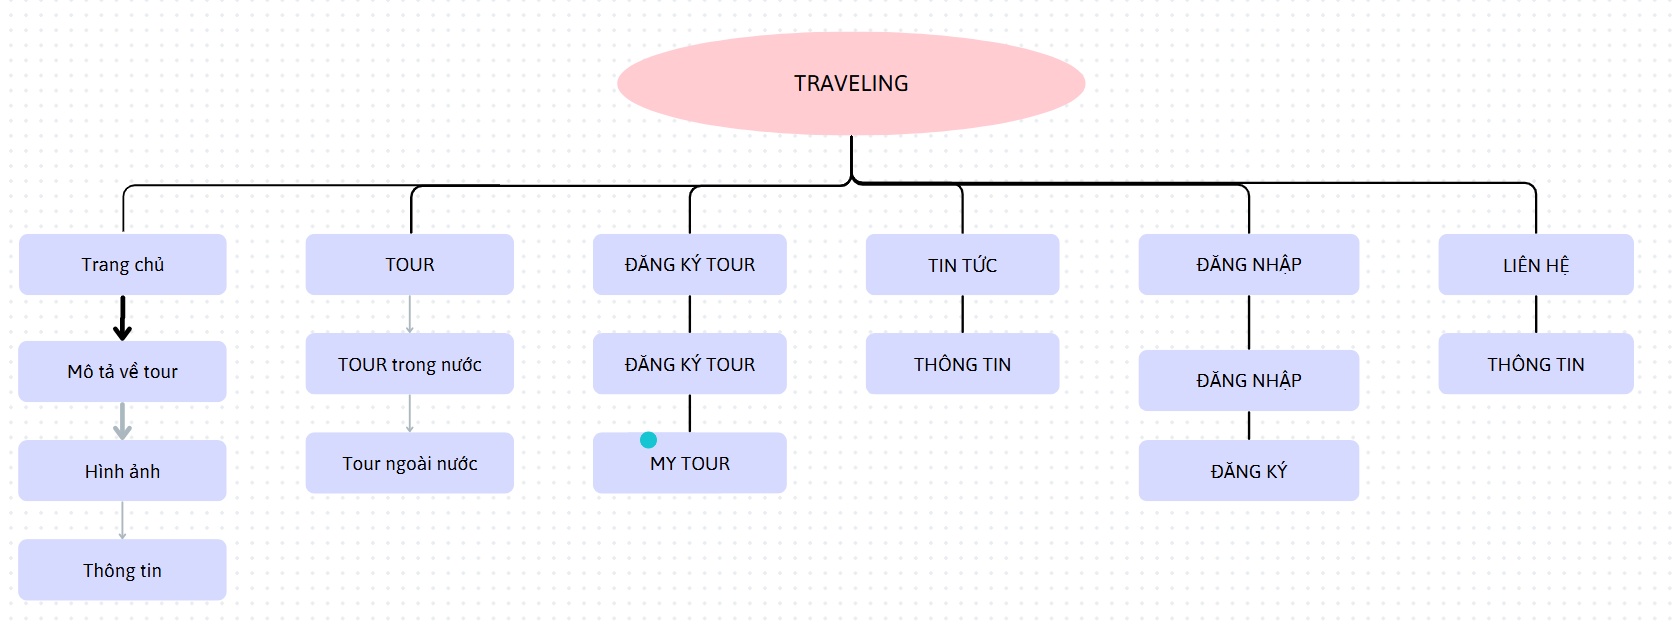 TRAVELING
Trang chủ
TOUR
ĐĂNG KÝ TOUR
TIN TỨC
ĐĂNG NHẬP
LIÊN HỆ
Mô tả về tour
TOUR trong nước
ĐĂNG KÝ TOUR
THÔNG TIN
ĐĂNG NHẬP
THÔNG TIN
Hình ảnh
Tour ngoài nước
MY TOUR
ĐĂNG KÝ
Thông tin